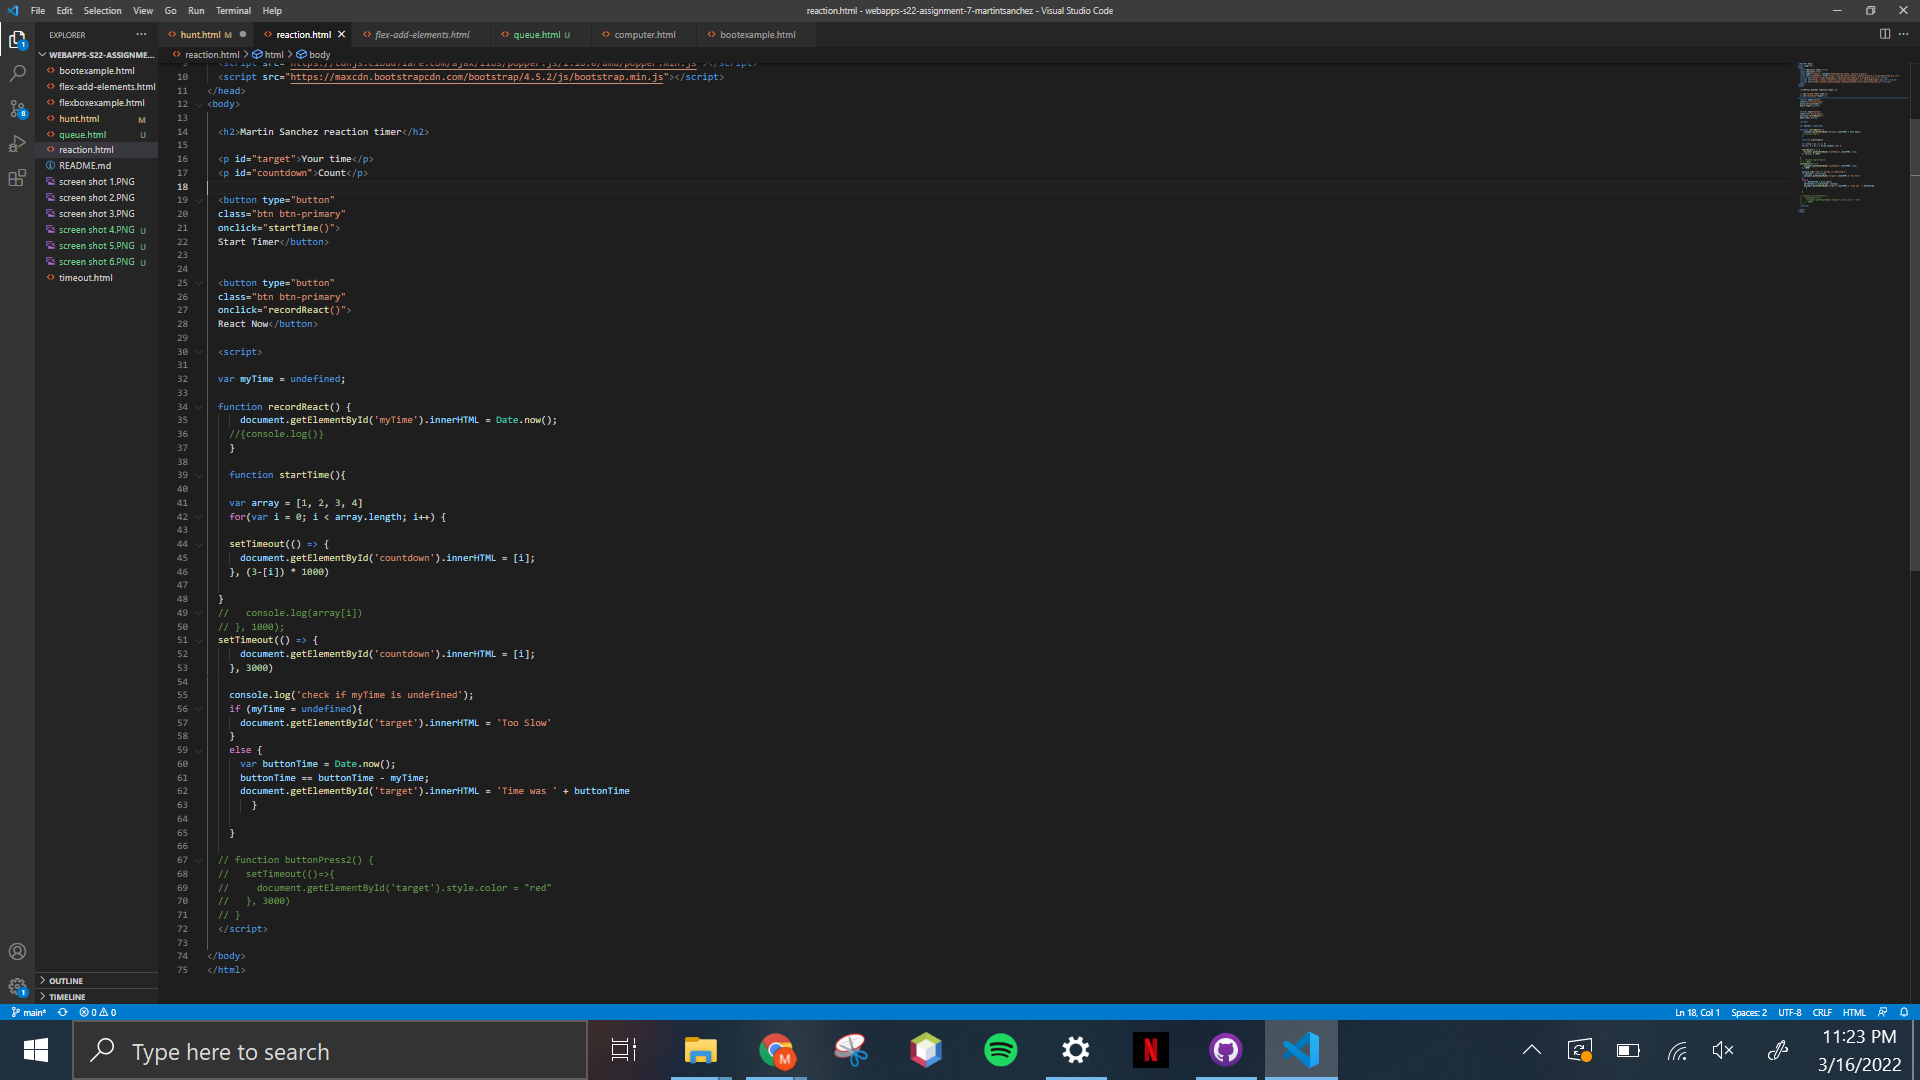 File Edit Selection View Go Run Terminal Help
reaction.html - webapps-s22-assignment-7-martintsanchez - Visual Studio Code
EXPLORER
hunt.html M
reaction.html
flex-add-elements.html
queue.html U
computer.html
bootexample.html
WEBAPPS-S22-ASSIGNME...
reaction.html > html > body
bootexample.html
flex-add-elements.html
flexboxexample.html
hunt.html M
queue.html U
reaction.html
README.md
screen shot 1.PNG
screen shot 2.PNG
screen shot 3.PNG
screen shot 4.PNG U
screen shot 5.PNG U
screen shot 6.PNG U
timeout.html
OUTLINE
TIMELINE
10 <script src="https://maxcdn.bootstrapcdn.com/bootstrap/4.5.2/js/bootstrap.min.js"></script>
11 </head>
12 <body>
13
14 <h2>Martin Sanchez reaction timer</h2>
15
16 <p id="target">Your time</p>
17 <p id="countdown">Count</p>
18
19 <button type="button"
20 class="btn btn-primary"
21 onclick="startTime()">
22 Start Timer</button>
23
24
25 <button type="button"
26 class="btn btn-primary"
27 onclick="recordReact()">
28 React Now</button>
29
30 <script>
31
32 var myTime = undefined;
33
34 function recordReact() {
35 document.getElementById('myTime').innerHTML = Date.now();
36 //{console.log()}
37 }
38
39 function startTime(){
40
41 var array = [1, 2, 3, 4]
42 for(var i = 0; i < array.length; i++) {
43
44 setTimeout(() => {
45 document.getElementById('countdown').innerHTML = [i];
46 }, (3-[i]) * 1000)
47
48 }
49 // console.log(array[i])
50 // }, 1000);
51 setTimeout(() => {
52 document.getElementById('countdown').innerHTML = [i];
53 }, 3000)
54
55 console.log('check if myTime is undefined');
56 if (myTime = undefined){
57 document.getElementById('target').innerHTML = 'Too Slow'
58 }
59 else {
60 var buttonTime = Date.now();
61 buttonTime == buttonTime - myTime;
62 document.getElementById('target').innerHTML = 'Time was ' + buttonTime
63 }
64
65 }
66
67 // function buttonPress2() {
68 // setTimeout(()=>{
69 // document.getElementById('target').style.color = "red"
70 // }, 3000)
71 // }
72 </script>
73
74 </body>
75 </html>
main* 0 0
Ln 18, Col 1 Spaces: 2 UTF-8 CRLF HTML
Type here to search
11:23 PM
3/16/2022